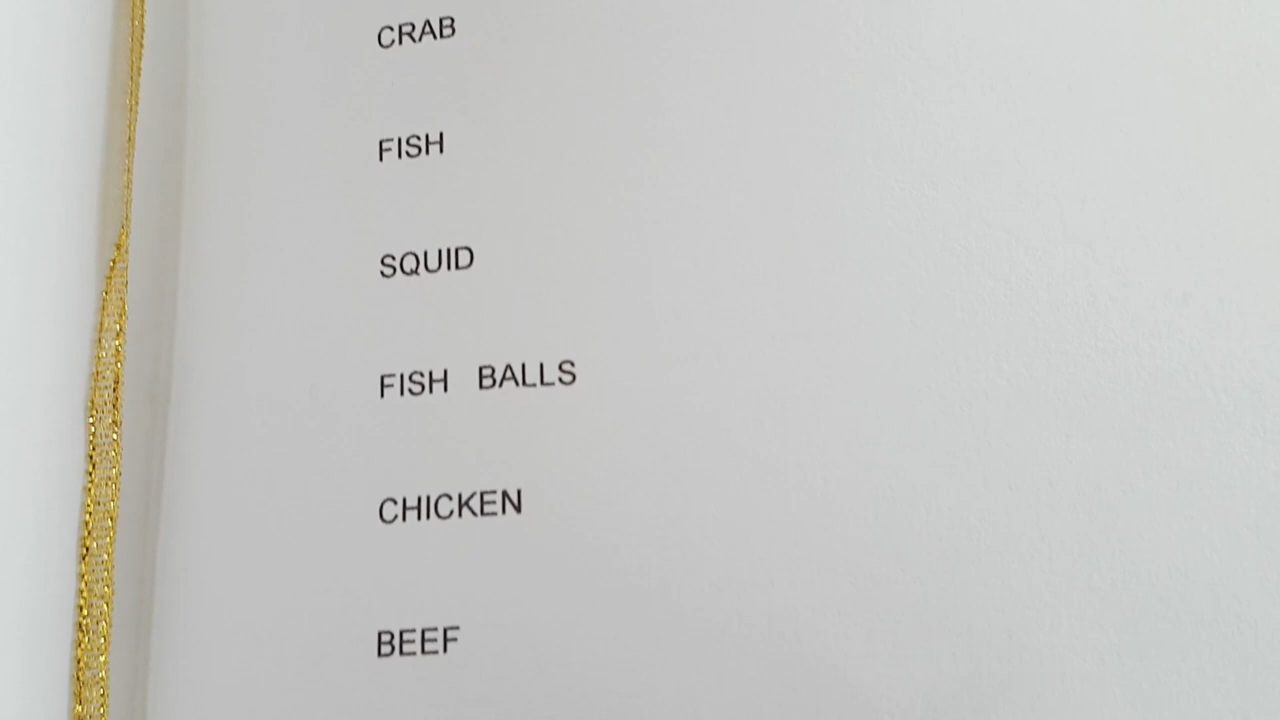 CRAB
FISH
SQUID
FISH BALLS
CHICKEN
BEEF